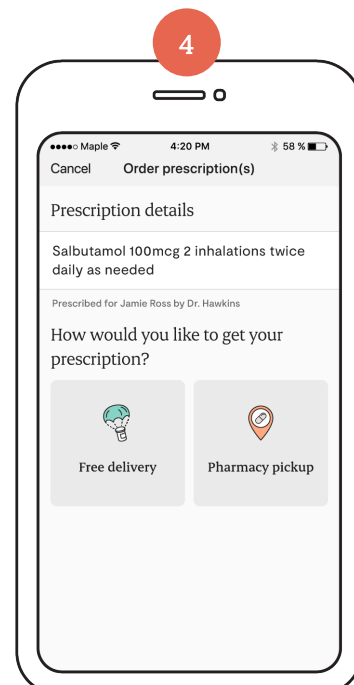 4
Maple 4:20 PM 58 %
Cancel Order prescription(s)
Prescription details
Salbutamol 100mcg 2 inhalations twice
daily as needed
Prescribed for Jamie Ross by Dr. Hawkins
How would you like to get your
prescription?
Free delivery Pharmacy pickup